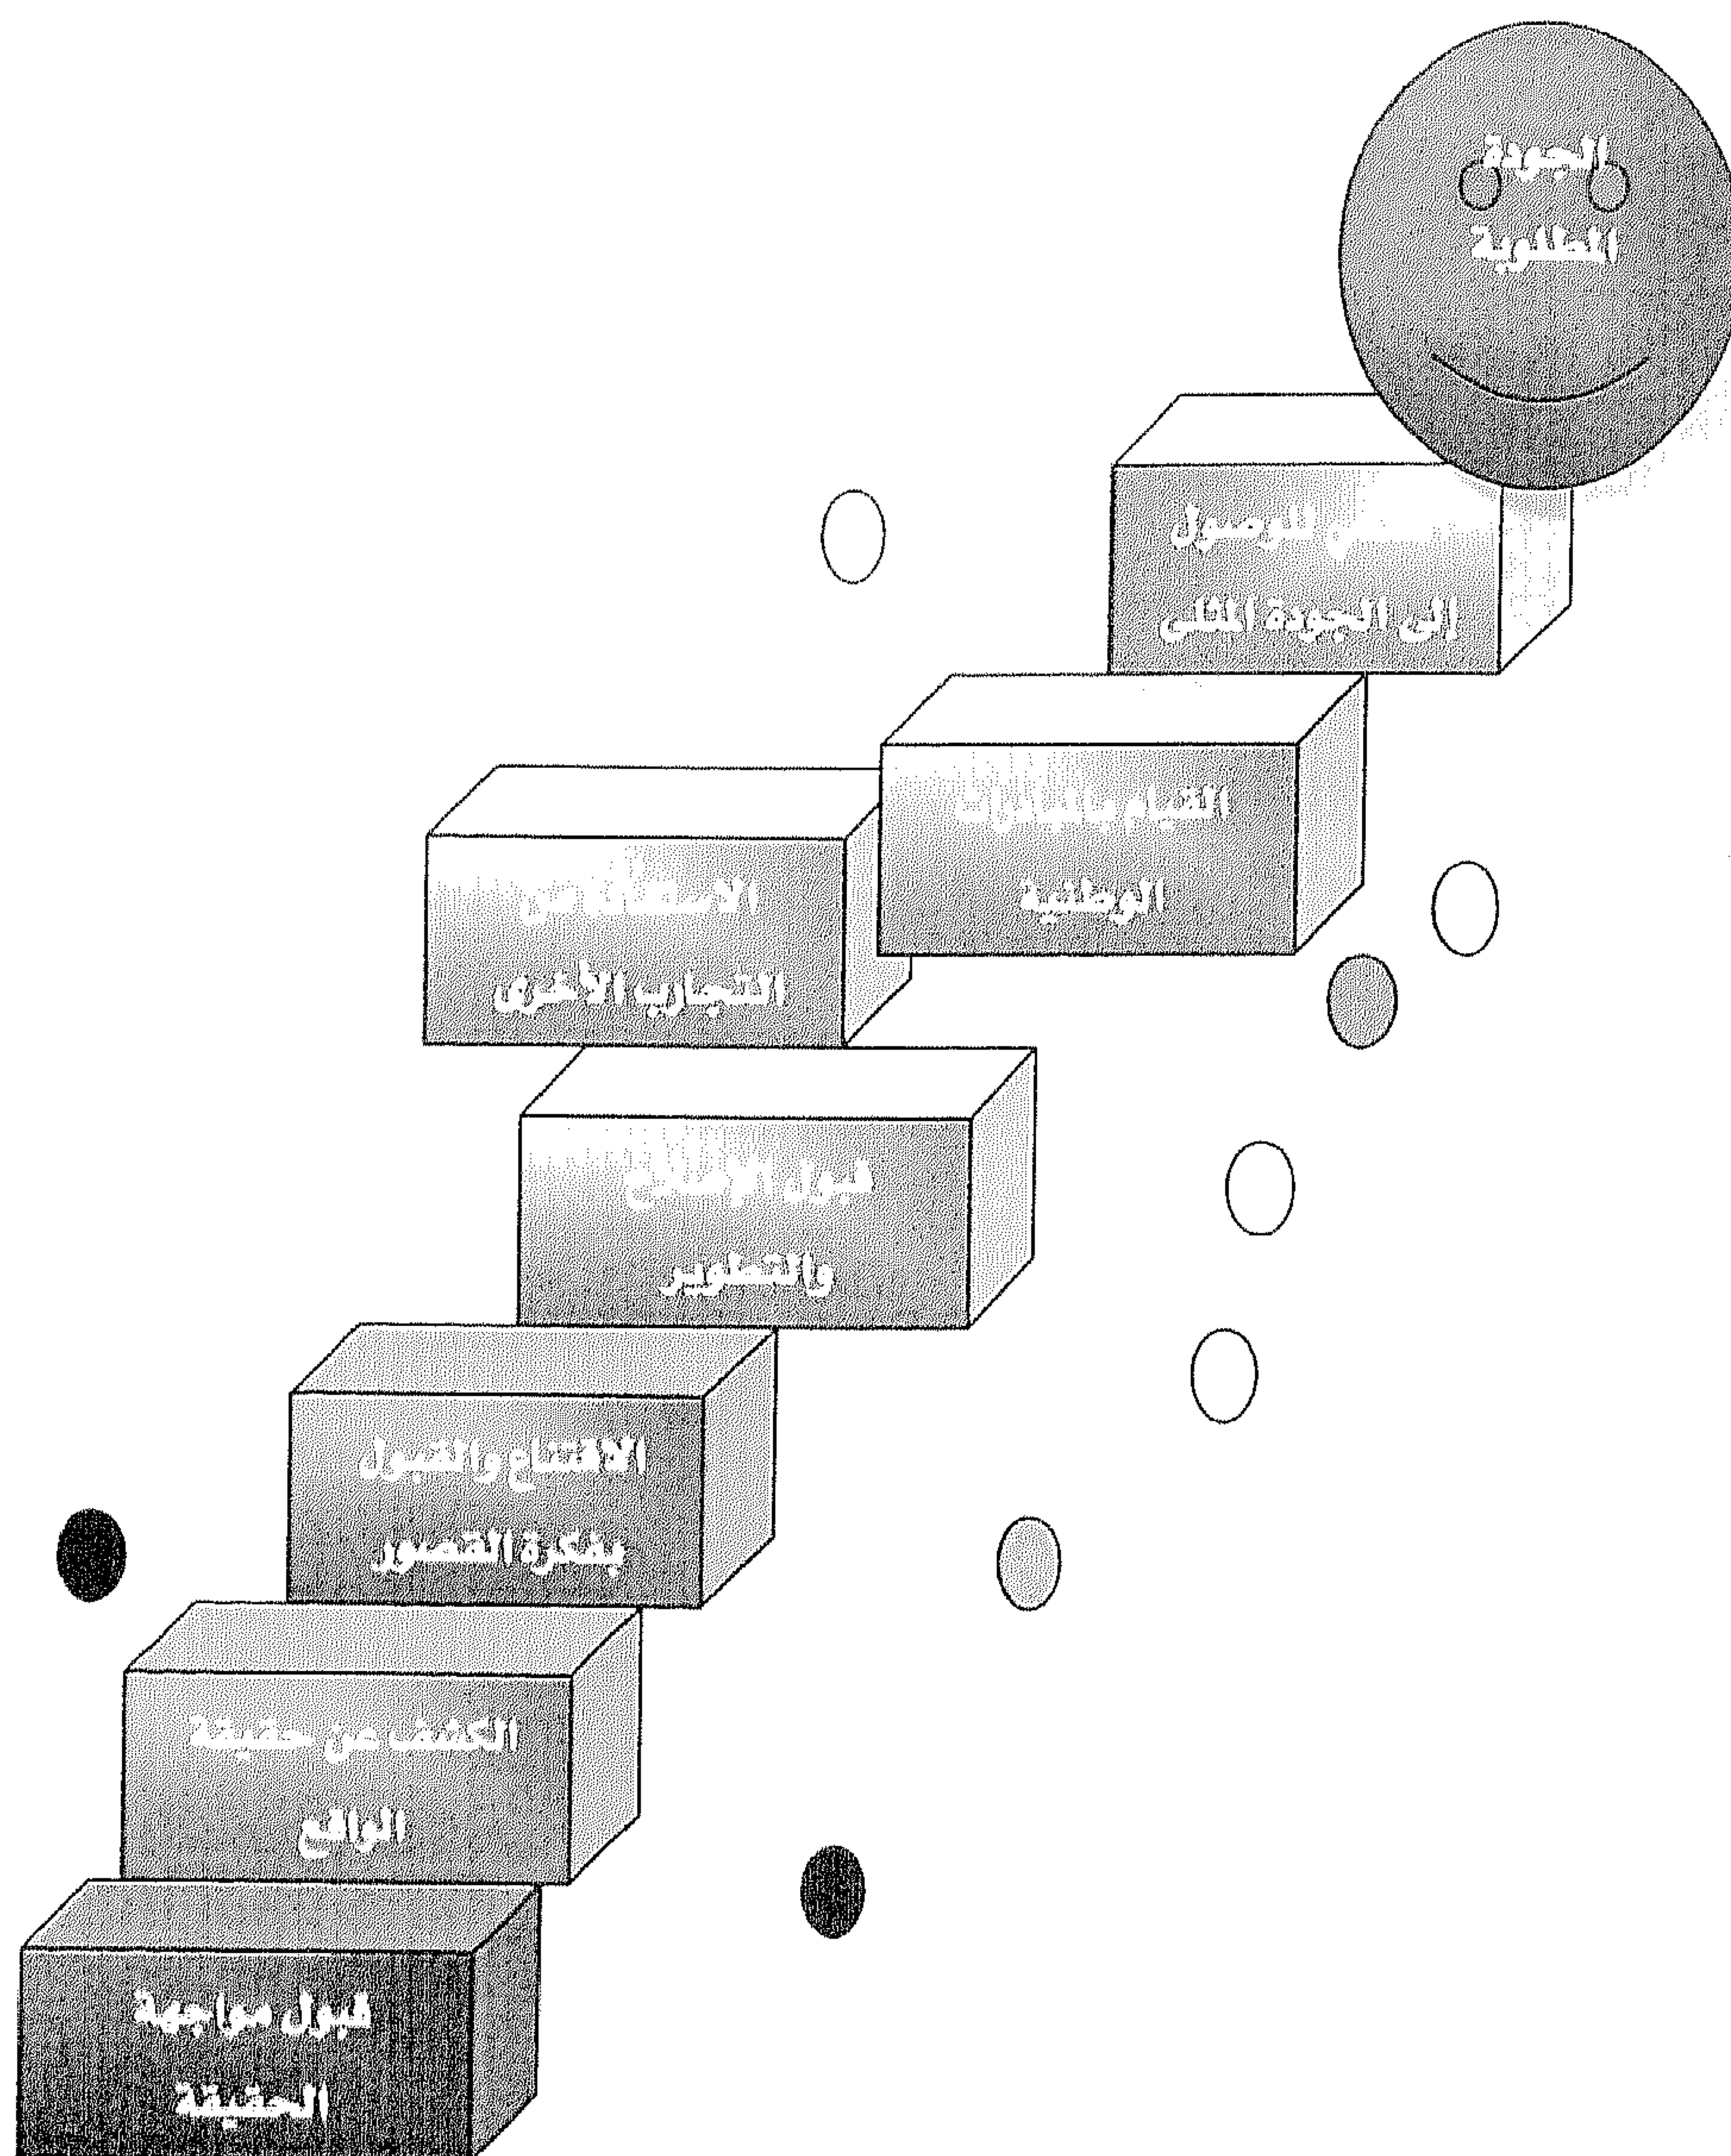 الجودة
المطلوبة
للوصول
إلى الجودة المثلى
القيام بالمبادرات
الوطنية
الاستفادة من
التجارب الأخرى
قبول الإصلاح
والتطوير
الاقتناع والقبول
بفكرة القصور
الكشف عن حقيقة
الواقع
قبول مواجهة
الحقيقة